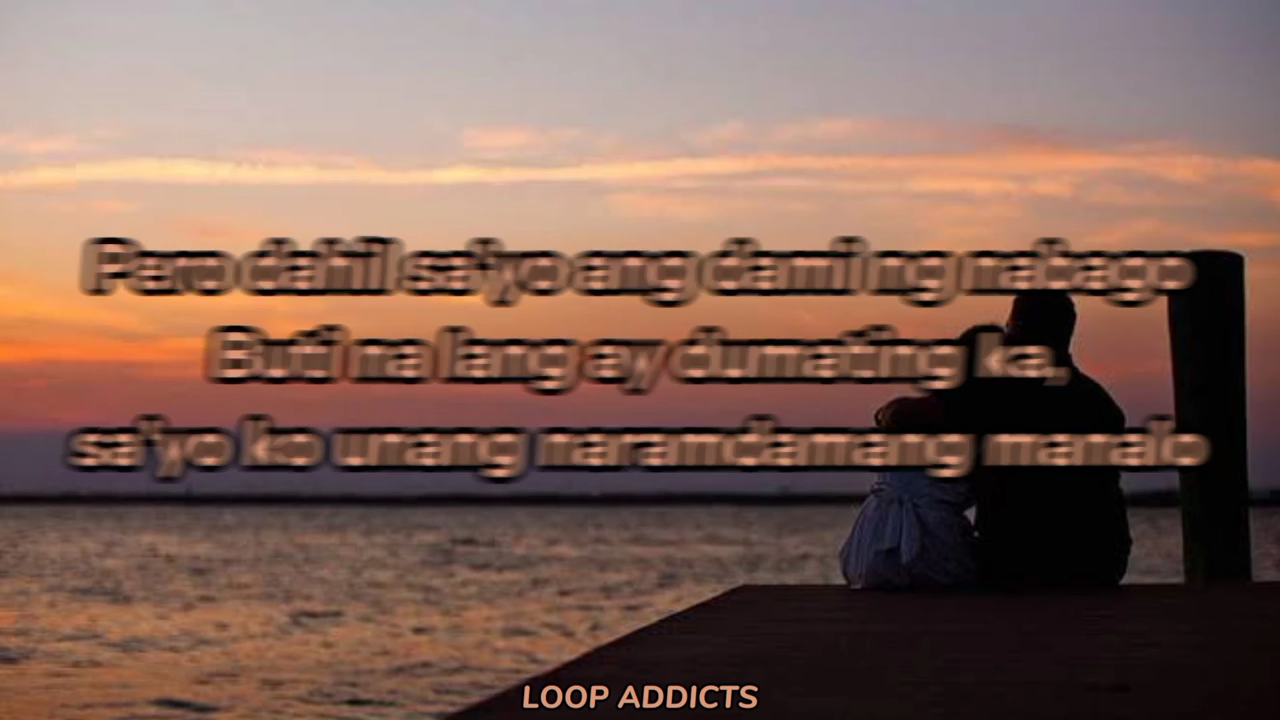 Pero dahil sa'yo ang daming nabago
Buti na lang ay dumating ka,
sa'yo ko unang naramdamang manalo
LOOP ADDICTS